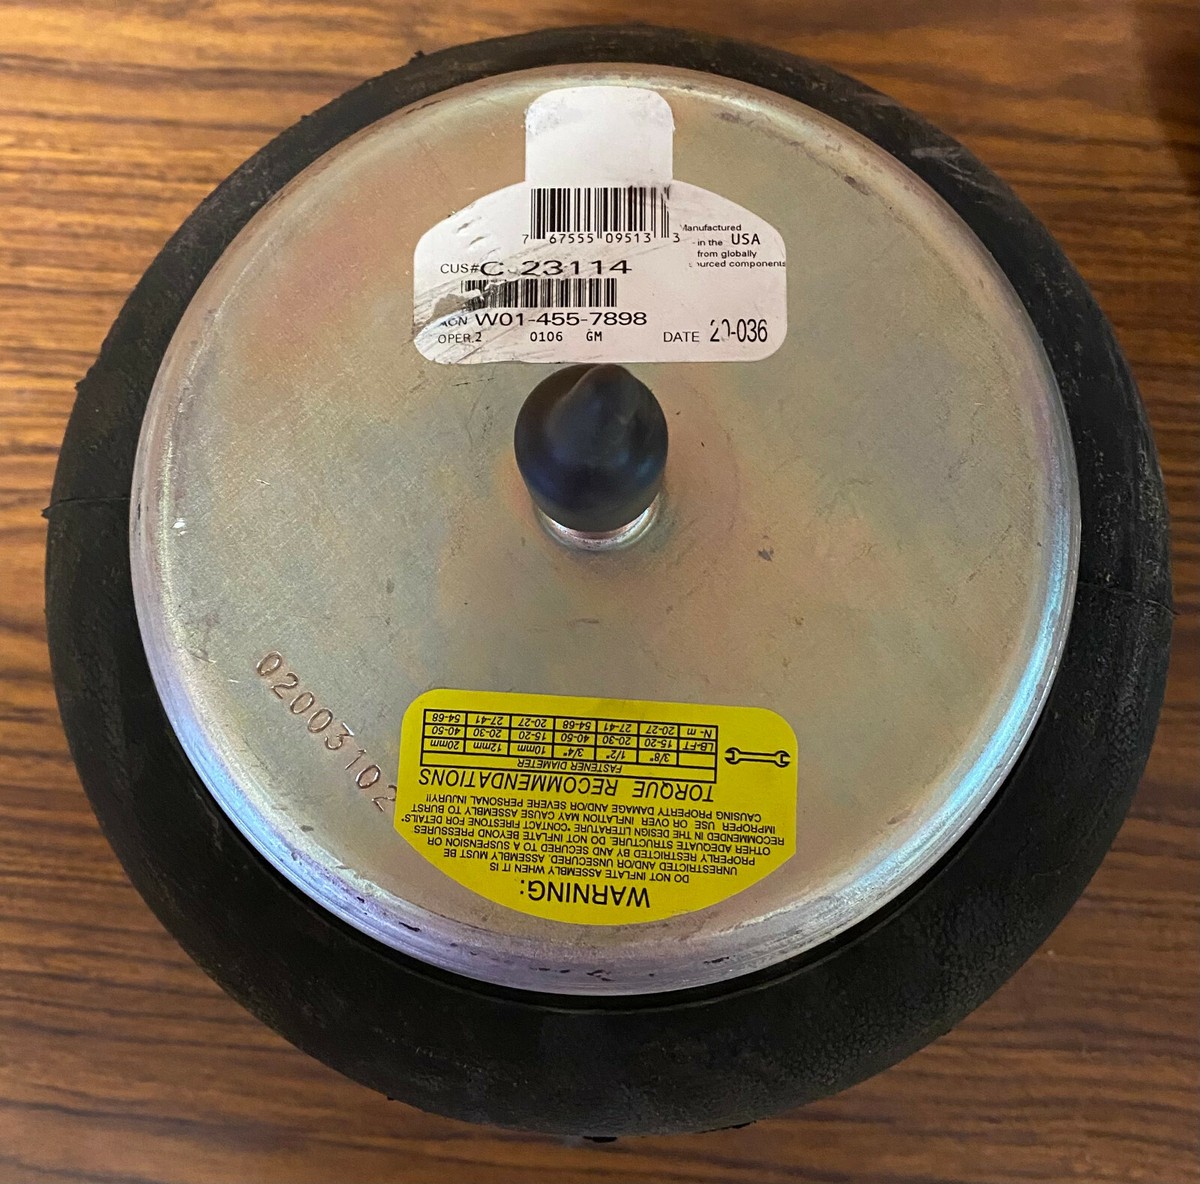 7 67555 09513 3
Manufactured
in the USA
from globally
sourced components
CUS# C 23114
W01-455-7898
OPER.2 0106 GM DATE 20-036
02003102
WARNING:
DO NOT INFLATE ASSEMBLY WHEN IT IS
UNRESTRICTED AND/OR UNSECURED. ASSEMBLY MUST BE
PROPERLY RESTRICTED BY AND SECURED TO A SUSPENSION OR
OTHER ADEQUATE STRUCTURE. DO NOT INFLATE BEYOND PRESSURES
RECOMMENDED IN THE DESIGN LITERATURE "CONTACT FIRESTONE FOR DETAILS"
IMPROPER USE OR OVER INFLATION MAY CAUSE ASSEMBLY TO BURST
CAUSING PROPERTY DAMAGE AND/OR SEVERE PERSONAL INJURY!!
TORQUE RECOMMENDATIONS
FASTENER DIAMETER
3/8" 1/2" 3/4" 10mm 12mm 20mm
LB-FT 15-20 20-30 40-50 15-20 20-30 40-50
N- m 20-27 27-41 54-68 20-27 27-41 54-68